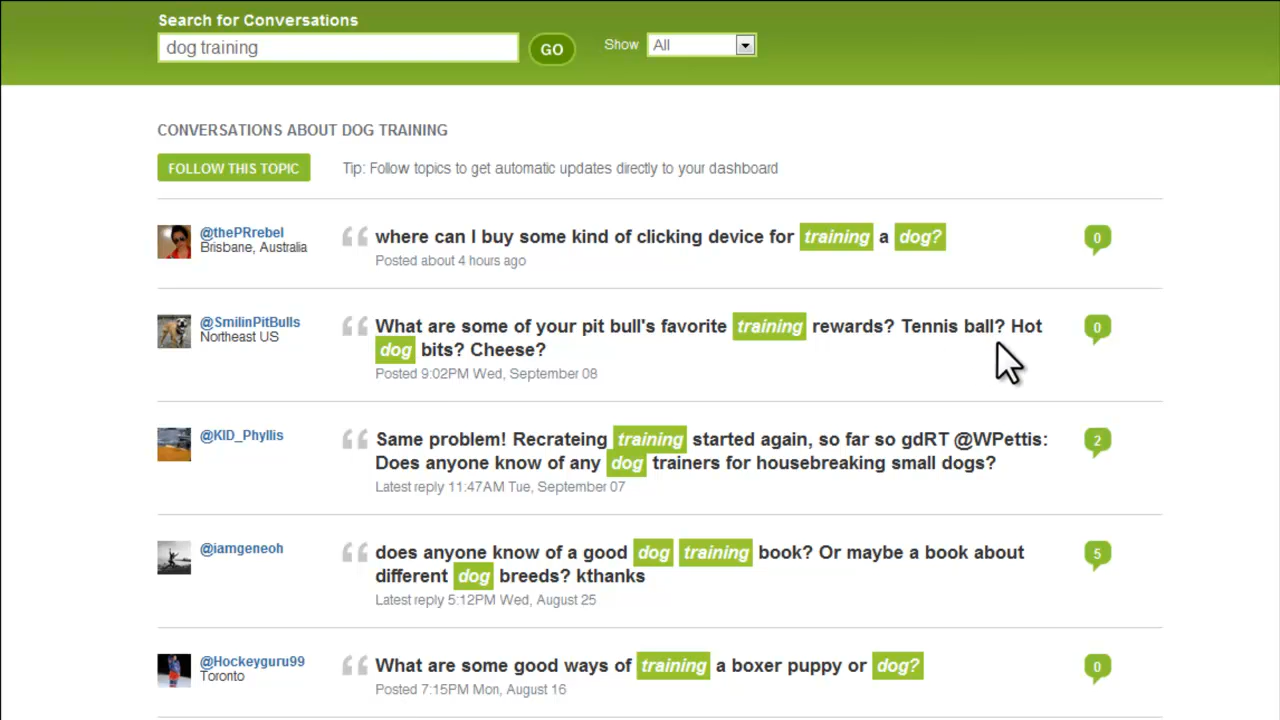 Search for Conversations
dog training
GO
Show
All
CONVERSATIONS ABOUT DOG TRAINING
FOLLOW THIS TOPIC
Tip: Follow topics to get automatic updates directly to your dashboard
@thePRrebel
Brisbane, Australia
where can I buy some kind of clicking device for training a dog?
Posted about 4 hours ago
0
@SmilinPitBulls
Northeast US
What are some of your pit bull's favorite training rewards? Tennis ball? Hot
dog bits? Cheese?
Posted 9:02PM Wed, September 08
0
@KID_Phyllis
Same problem! Recrateing training started again, so far so gdRT @WPettis:
Does anyone know of any dog trainers for housebreaking small dogs?
Latest reply 11:47AM Tue, September 07
2
@iamgeneoh
does anyone know of a good dog training book? Or maybe a book about
different dog breeds? kthanks
Latest reply 5:12PM Wed, August 25
5
@Hockeyguru99
Toronto
What are some good ways of training a boxer puppy or dog?
Posted 7:15PM Mon, August 16
0